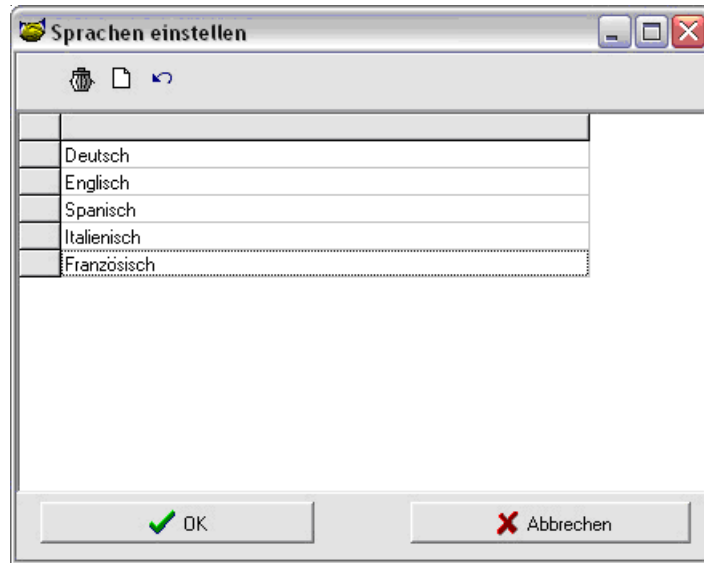 Sprachen einstellen
Deutsch
Englisch
Spanisch
Italienisch
Französisch
OK
Abbrechen